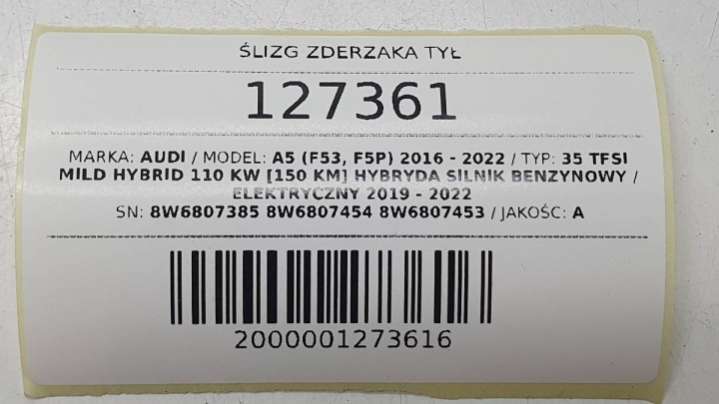 ŚLIZG ZDERZAKA TYŁ
127361
MARKA: AUDI / MODEL: A5 (F53, F5P) 2016 - 2022 / TYP: 35 TFSI
MILD HYBRID 110 KW [150 KM] HYBRYDA SILNIK BENZYNOWY /
ELEKTRYCZNY 2019 - 2022
SN: 8W6807385 8W6807454 8W6807453 / JAKOŚC: A
2000001273616